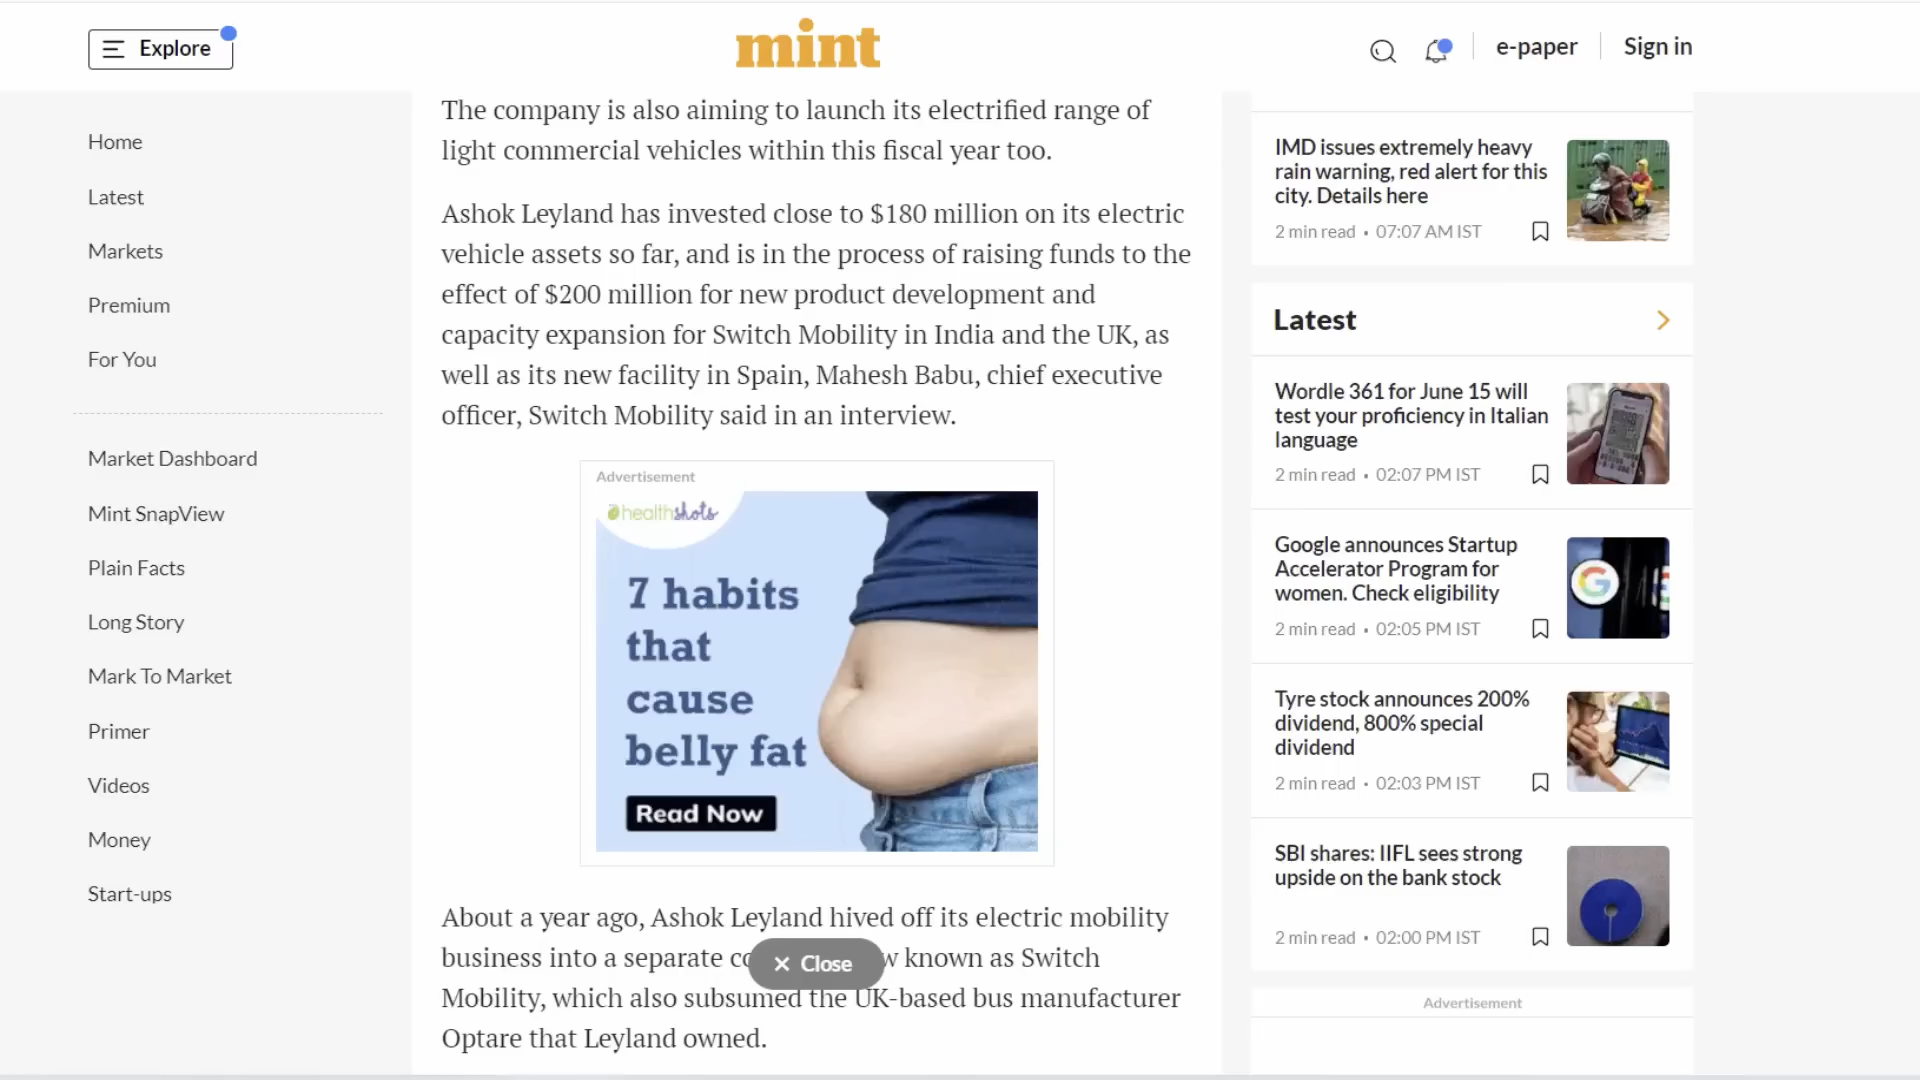 Explore
mint
e-paper
Sign in
Home
Latest
Markets
Premium
For You
Market Dashboard
Mint SnapView
Plain Facts
Long Story
Mark To Market
Primer
Videos
Money
Start-ups
The company is also aiming to launch its electrified range of
light commercial vehicles within this fiscal year too.
Ashok Leyland has invested close to $180 million on its electric
vehicle assets so far, and is in the process of raising funds to the
effect of $200 million for new product development and
capacity expansion for Switch Mobility in India and the UK, as
well as its new facility in Spain, Mahesh Babu, chief executive
officer, Switch Mobility said in an interview.
Advertisement
healthshots
7 habits
that
cause
belly fat
Read Now
About a year ago, Ashok Leyland hived off its electric mobility
business into a separate known as Switch
Close
Mobility, which also subsumed the UK-based bus manufacturer
Optare that Leyland owned.
IMD issues extremely heavy
rain warning, red alert for this
city. Details here
2 min read • 07:07 AM IST
Latest
Wordle 361 for June 15 will
test your proficiency in Italian
language
2 min read • 02:07 PM IST
Google announces Startup
Accelerator Program for
women. Check eligibility
2 min read • 02:05 PM IST
Tyre stock announces 200%
dividend, 800% special
dividend
2 min read • 02:03 PM IST
SBI shares: IIFL sees strong
upside on the bank stock
2 min read • 02:00 PM IST
Advertisement